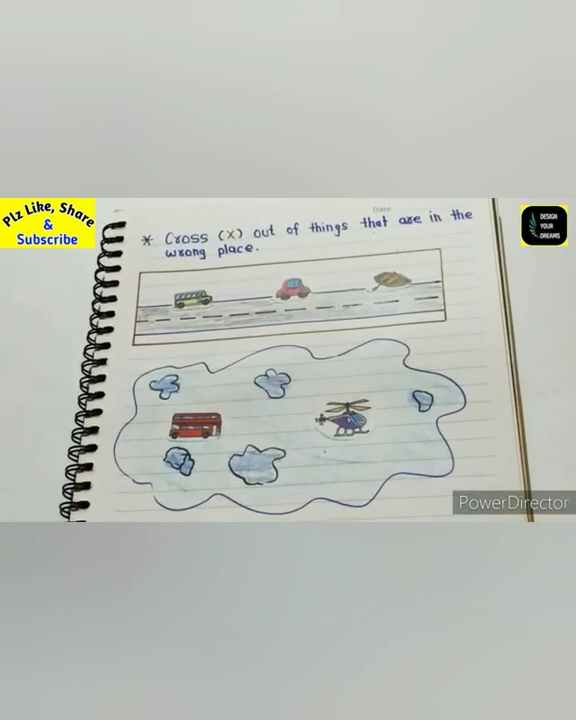 Plz Like, Share
&
Subscribe
DESIGN
YOUR
DREAMS
Date:
* Cross (X) out of things that are in the
wrong place.
PowerDirector